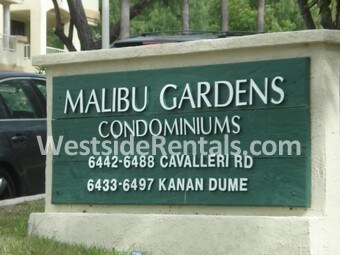 MALIBU GARDENS
CONDOMINIUMS
WestsideRentals.com
6442-6488 CAVALLERI RD
6433-6497 KANAN DUME